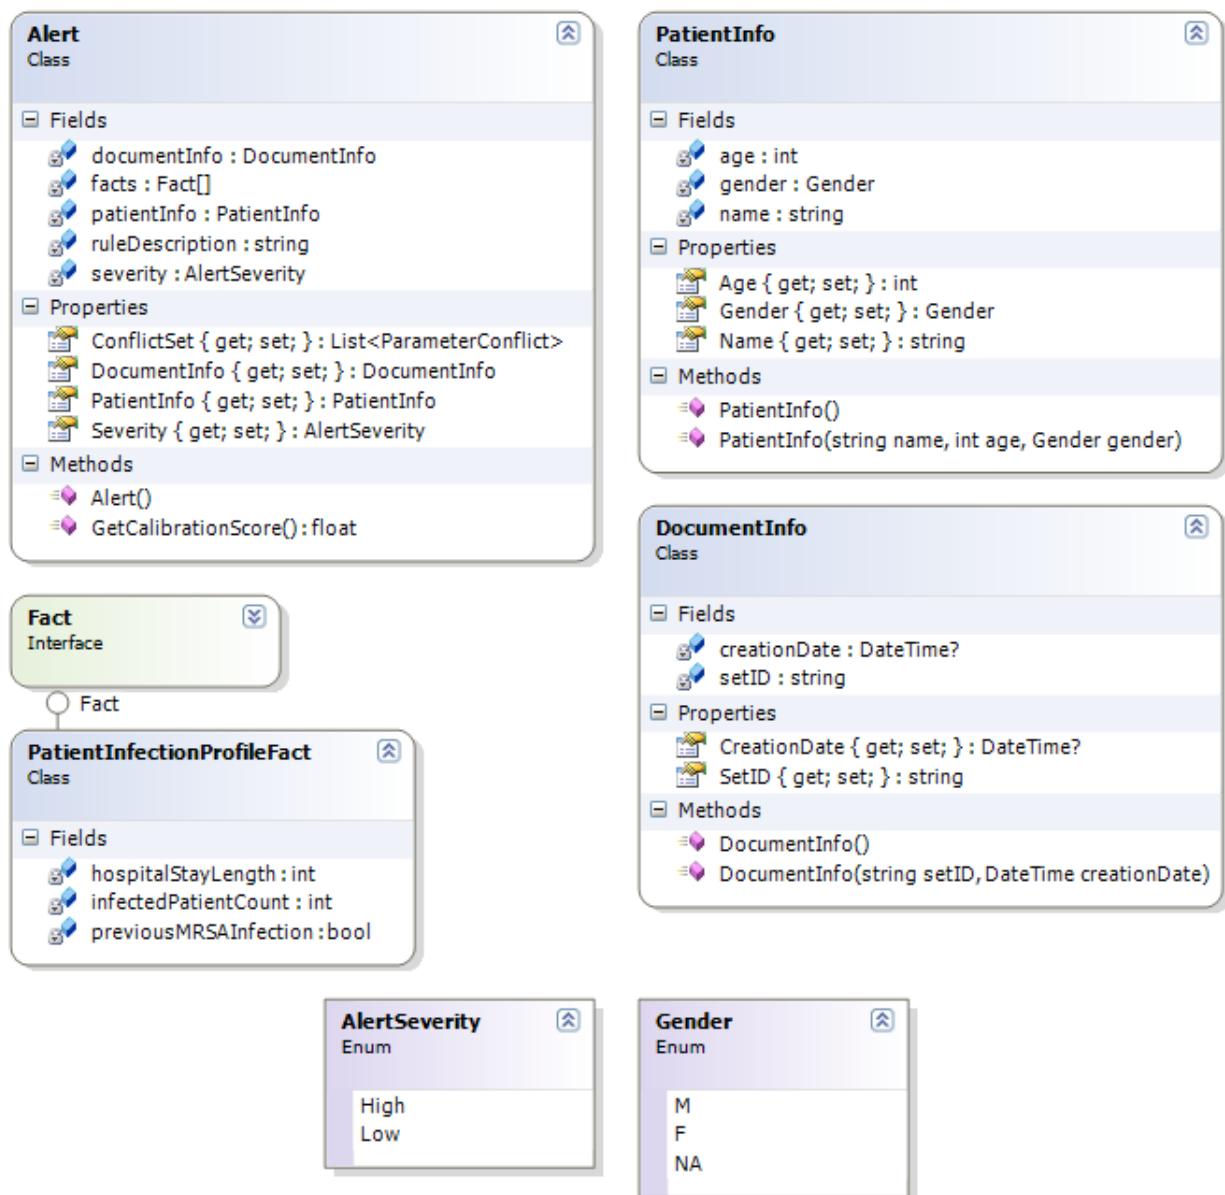 Alert
Class
Fields
documentInfo : DocumentInfo
facts : Fact[]
patientInfo : PatientInfo
ruleDescription : string
severity : AlertSeverity
Properties
ConflictSet { get; set; } : List<ParameterConflict>
DocumentInfo { get; set; } : DocumentInfo
PatientInfo { get; set; } : PatientInfo
Severity { get; set; } : AlertSeverity
Methods
Alert()
GetCalibrationScore() : float
Fact
Interface
Fact
PatientInfectionProfileFact
Class
Fields
hospitalStayLength : int
infectedPatientCount : int
previousMRSAInfection : bool
PatientInfo
Class
Fields
age : int
gender : Gender
name : string
Properties
Age { get; set; } : int
Gender { get; set; } : Gender
Name { get; set; } : string
Methods
PatientInfo()
PatientInfo(string name, int age, Gender gender)
DocumentInfo
Class
Fields
creationDate : DateTime?
setID : string
Properties
CreationDate { get; set; } : DateTime?
SetID { get; set; } : string
Methods
DocumentInfo()
DocumentInfo(string setID, DateTime creationDate)
AlertSeverity
Enum
High
Low
Gender
Enum
M
F
NA